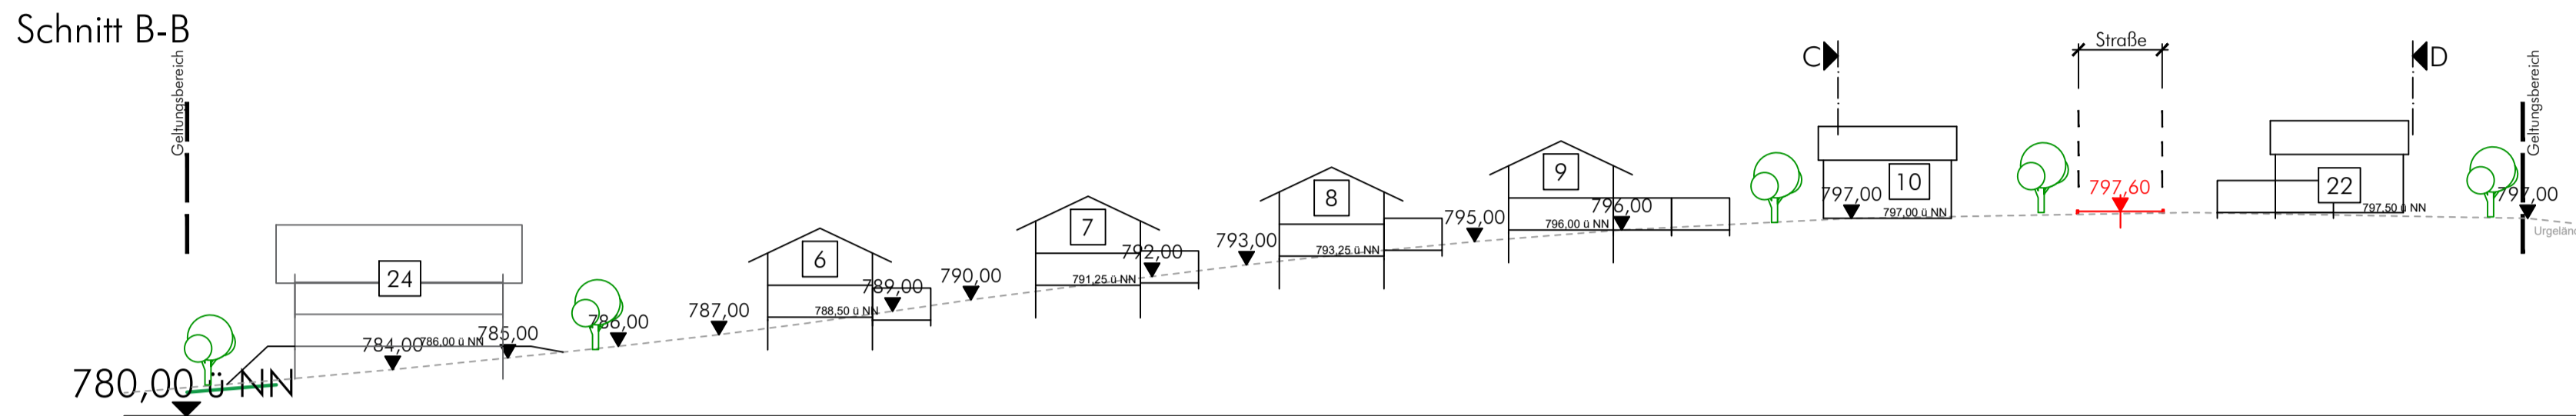 Schnitt B-B
Geltungsbereich
Straße
C
D
Geltungsbereich
24
6
7
8
9
10
22
780,00 ü NN
784,00
786,00 ü NN
785,00
786,00
787,00
788,50 ü NN
789,00
790,00
791,25 ü NN
792,00
793,00
793,25 ü NN
795,00
796,00 ü NN
796,00
797,00
797,00 ü NN
797,60
797,50 ü NN
797,00
Urgelän